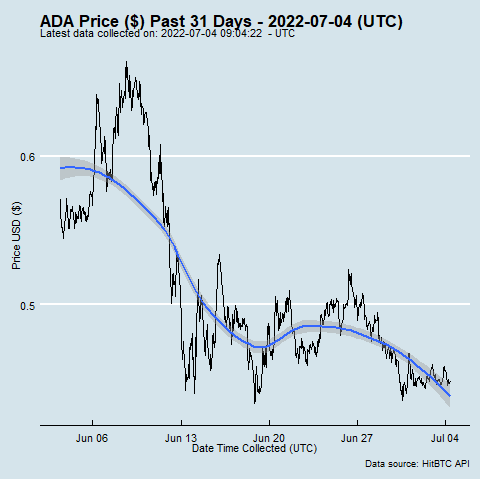 ADA Price ($) Past 31 Days - 2022-07-04 (UTC)
Latest data collected on: 2022-07-04 09:04:22 - UTC
0.6
0.5
Price USD ($)
Jun 06 Jun 13 Jun 20 Jun 27 Jul 04
Date Time Collected (UTC)
Data source: HitBTC API